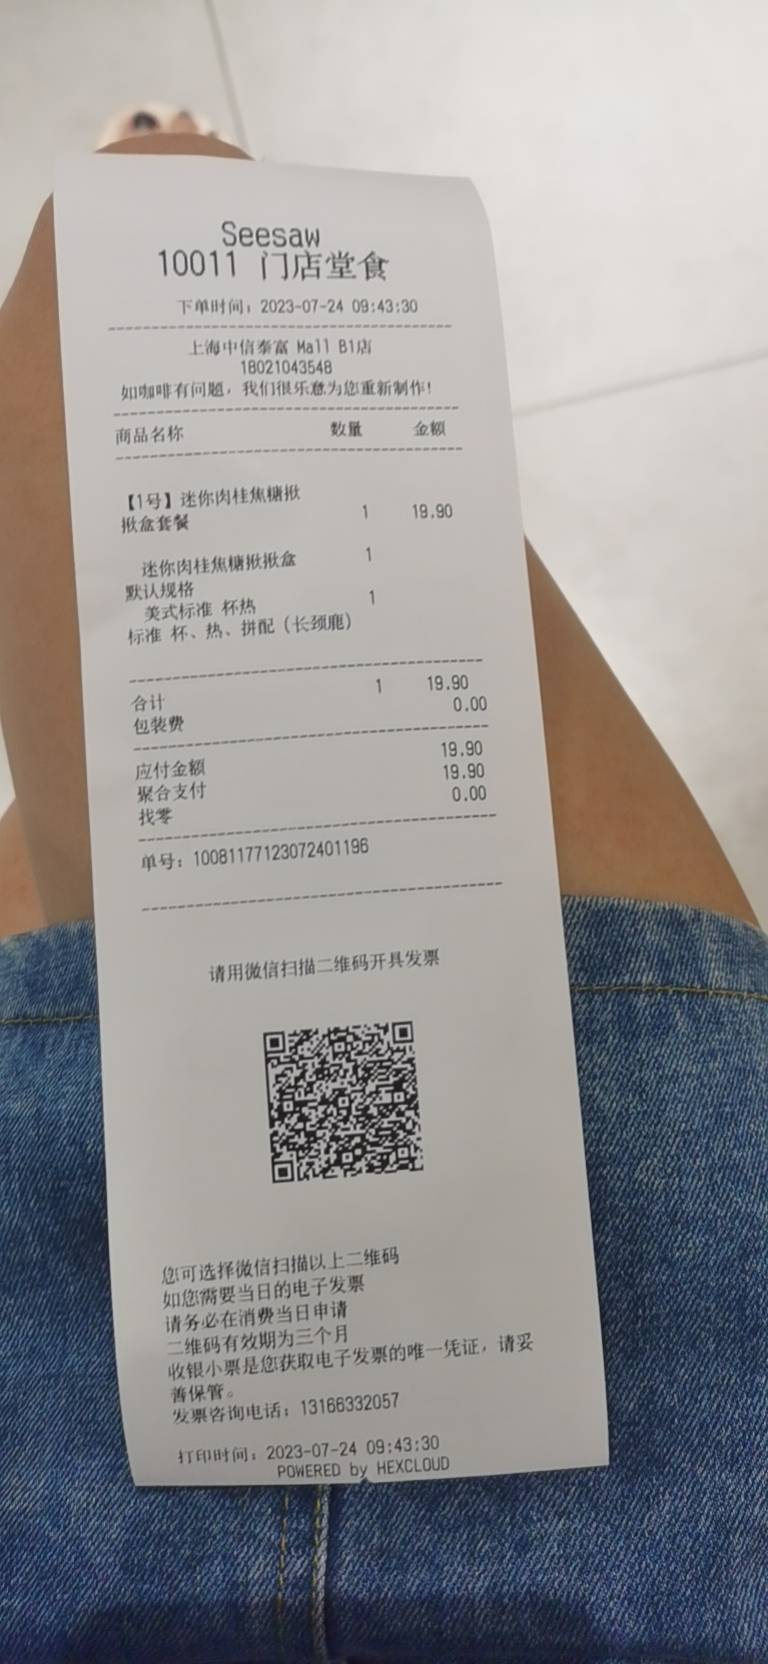 Seesaw
10011 门店堂食
下单时间：2023-07-24 09:43:30
上海中信泰富 Mall B1店
18021043548
如咖啡有问题，我们很乐意为您重新制作！
商品名称 数量 金额
【1号】迷你肉桂焦糖揪
揪盒套餐 1 19.90
迷你肉桂焦糖揪揪盒 1
默认规格
美式标准 杯热 1
标准 杯、热、拼配（长颈鹿）
合计 1 19.90
包装费 0.00
应付金额 19.90
聚合支付 19.90
找零 0.00
单号：10081177123072401196
请用微信扫描二维码开具发票
您可选择微信扫描以上二维码
如您需要当日的电子发票
请务必在消费当日申请
二维码有效期为三个月
收银小票是您获取电子发票的唯一凭证，请妥
善保管。
发票咨询电话：13166332057
打印时间：2023-07-24 09:43:30
POWERED by HEXCLOUD